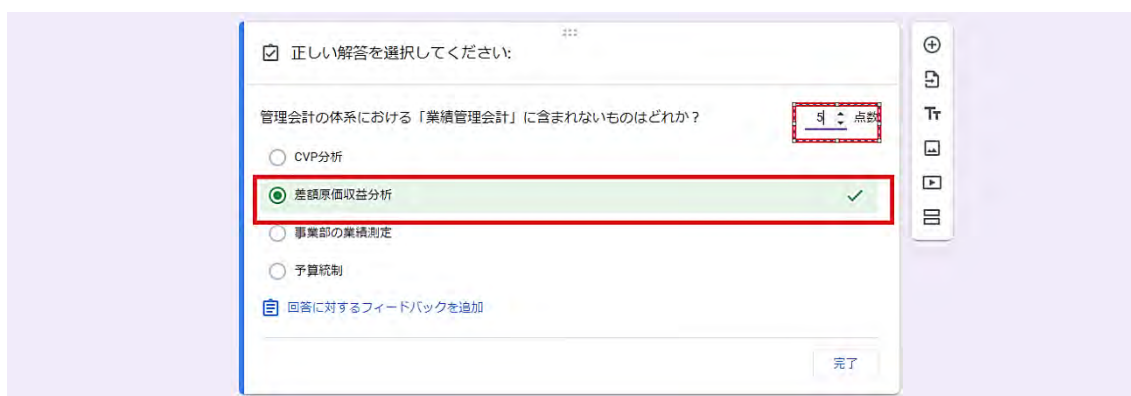 正しい解答を選択してください:
管理会計の体系における「業績管理会計」に含まれないものはどれか？
5 点数
CVP分析
差額原価収益分析
事業部の業績測定
予算統制
回答に対するフィードバックを追加
完了
Tт